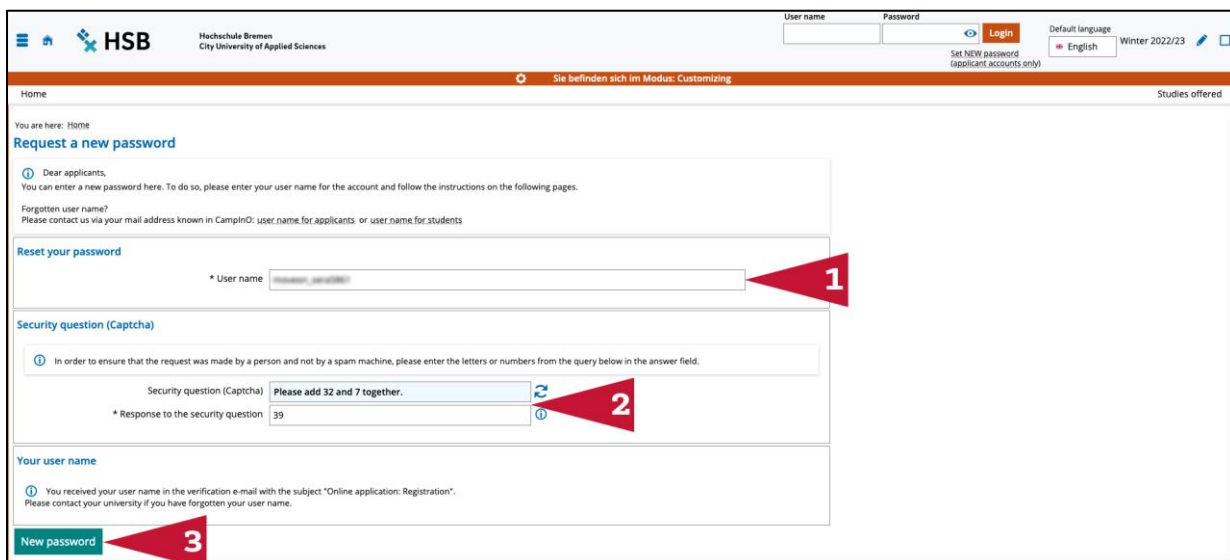 User name Password
HSB
Hochschule Bremen
City University of Applied Sciences
Login
Set NEW password
(applicant accounts only)
Default language
English
Winter 2022/23
Sie befinden sich im Modus: Customizing
Home Studies offered
You are here: Home
Request a new password
Dear applicants,
You can enter a new password here. To do so, please enter your user name for the account and follow the instructions on the following pages.
Forgotten user name?
Please contact us via your mail address known in CampInO: user name for applicants or user name for students
Reset your password
* User name
1
Security question (Captcha)
In order to ensure that the request was made by a person and not by a spam machine, please enter the letters or numbers from the query below in the answer field.
Security question (Captcha) Please add 32 and 7 together.
2
* Response to the security question 39
Your user name
You received your user name in the verification e-mail with the subject "Online application: Registration".
Please contact your university if you have forgotten your user name.
New password 3